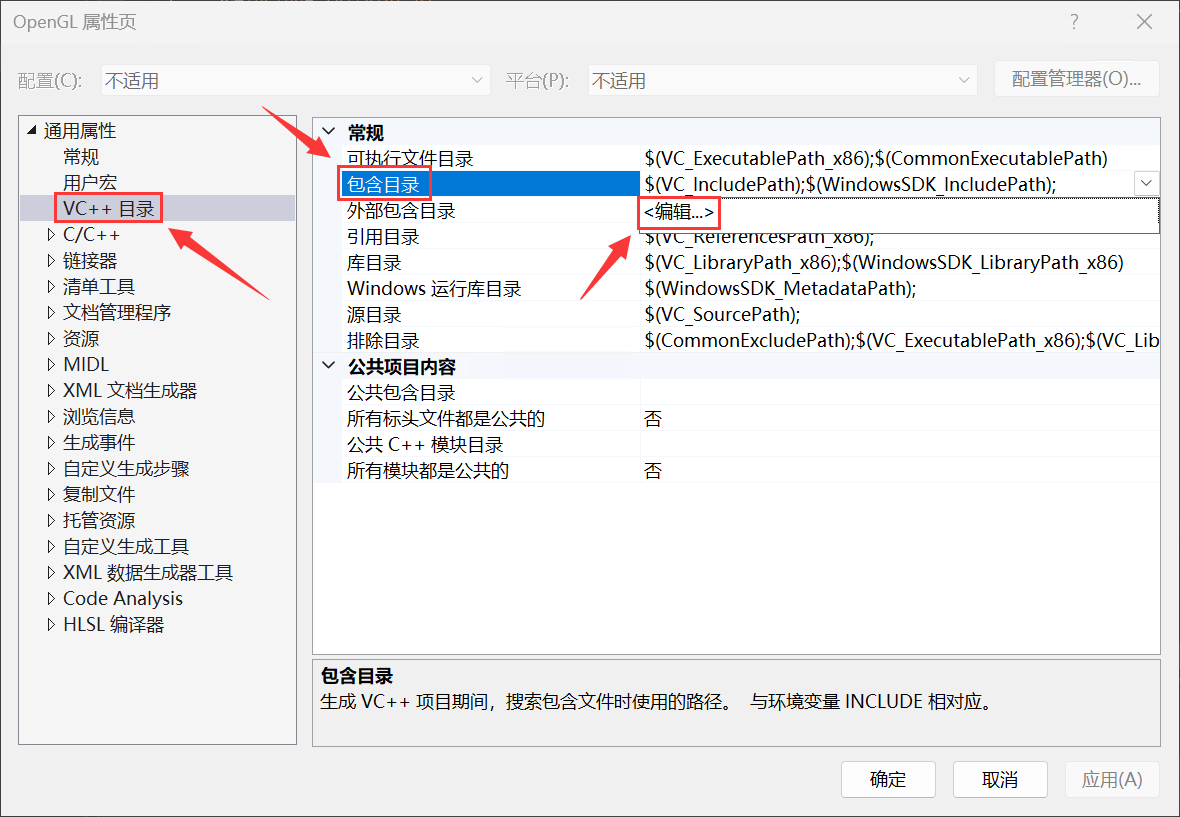 OpenGL 属性页
配置(C): 不适用 平台(P): 不适用 配置管理器(O)...
通用属性
常规
用户宏
VC++ 目录
C/C++
链接器
清单工具
文档管理程序
资源
MIDL
XML 文档生成器
浏览信息
生成事件
自定义生成步骤
复制文件
托管资源
自定义生成工具
XML 数据生成器工具
Code Analysis
HLSL 编译器
常规
可执行文件目录 $(VC_ExecutablePath_x86);$(CommonExecutablePath)
包含目录 $(VC_IncludePath);$(WindowsSDK_IncludePath);
外部包含目录 <编辑...>
引用目录 $(VC_ReferencesPath_x86);
库目录 $(VC_LibraryPath_x86);$(WindowsSDK_LibraryPath_x86)
Windows 运行库目录 $(WindowsSDK_MetadataPath);
源目录 $(VC_SourcePath);
排除目录 $(CommonExcludePath);$(VC_ExecutablePath_x86);$(VC_Lib
公共项目内容
公共包含目录
所有标头文件都是公共的 否
公共 C++ 模块目录
所有模块都是公共的 否
包含目录
生成 VC++ 项目期间，搜索包含文件时使用的路径。 与环境变量 INCLUDE 相对应。
确定 取消 应用(A)